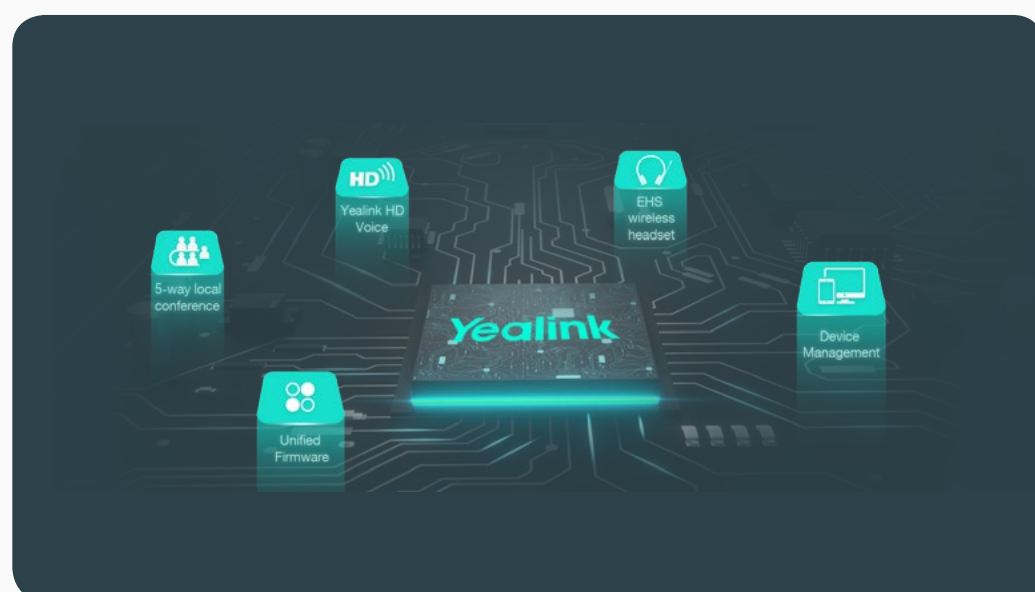 HD
Yealink HD
Voice
EHS
wireless
headset
5-way local
conference
Yealink
Device
Management
Unified
Firmware